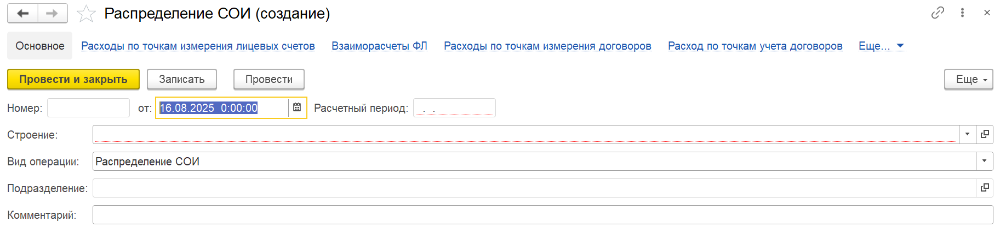 Распределение СОИ (создание)
Основное Расходы по точкам измерения лицевых счетов Взаиморасчеты ФЛ Расходы по точкам измерения договоров Расход по точкам учета договоров Еще...
Провести и закрыть Записать Провести Еще
Номер: от: 16.08.2025 0:00:00 Расчетный период: . .
Строение:
Вид операции: Распределение СОИ
Подразделение:
Комментарий: